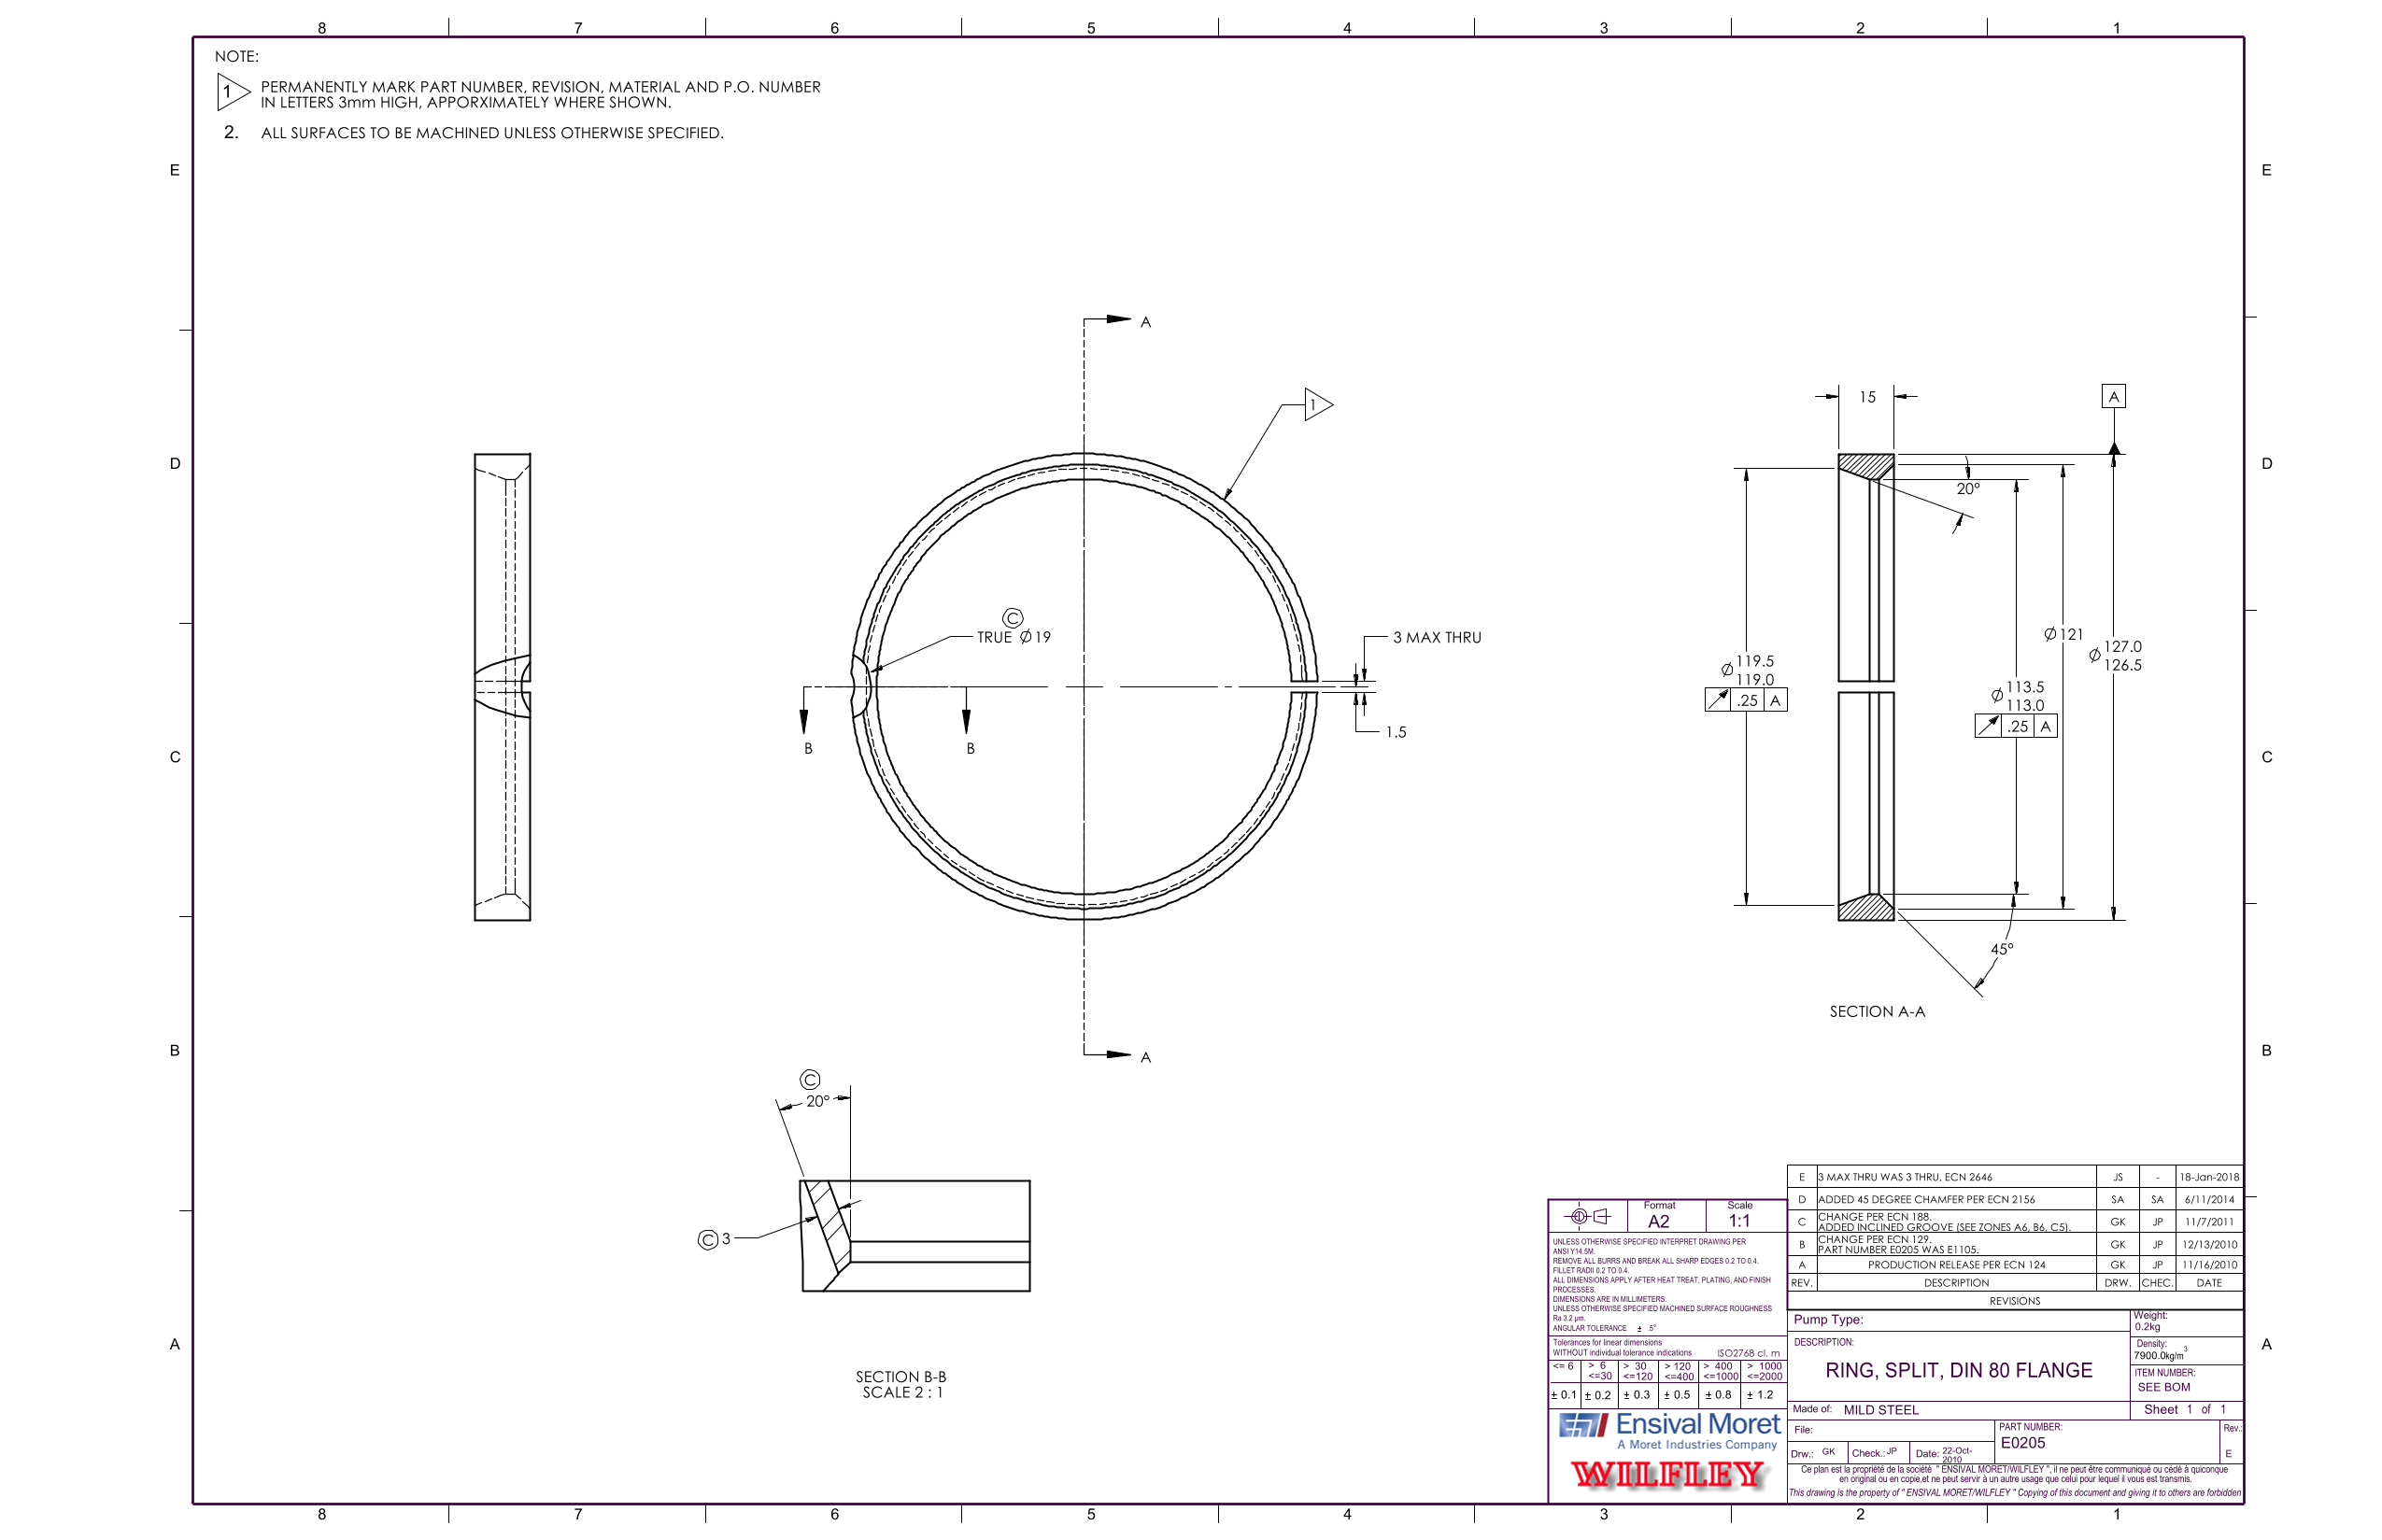 8 7 6 5 4 3 2 1
NOTE:
1 PERMANENTLY MARK PART NUMBER, REVISION, MATERIAL AND P.O. NUMBER
IN LETTERS 3mm HIGH, APPORXIMATELY WHERE SHOWN.
2. ALL SURFACES TO BE MACHINED UNLESS OTHERWISE SPECIFIED.
E E
D D
C C
B B
A A
A
1
C
TRUE Ø19
3 MAX THRU
1.5
B B
A
15
A
20°
Ø121
Ø 127.0
126.5
Ø 119.5
119.0
.25 A
Ø 113.5
113.0
.25 A
45°
SECTION A-A
C
20°
C 3
SECTION B-B
SCALE 2 : 1
E 3 MAX THRU WAS 3 THRU, ECN 2646 JS - 18-Jan-2018
D ADDED 45 DEGREE CHAMFER PER ECN 2156 SA SA 6/11/2014
C CHANGE PER ECN 188.
ADDED INCLINED GROOVE (SEE ZONES A6, B6, C5). GK JP 11/7/2011
B CHANGE PER ECN 129.
PART NUMBER E0205 WAS E1105. GK JP 12/13/2010
A PRODUCTION RELEASE PER ECN 124 GK JP 11/16/2010
REV. DESCRIPTION DRW. CHEC. DATE
REVISIONS
Format
A2
Scale
1:1
UNLESS OTHERWISE SPECIFIED INTERPRET DRAWING PER
ANSI Y14.5M.
REMOVE ALL BURRS AND BREAK ALL SHARP EDGES 0.2 TO 0.4.
FILLET RADII 0.2 TO 0.4.
ALL DIMENSIONS APPLY AFTER HEAT TREAT, PLATING, AND FINISH
PROCESSES.
DIMENSIONS ARE IN MILLIMETERS.
UNLESS OTHERWISE SPECIFIED MACHINED SURFACE ROUGHNESS
Ra 3.2 µm.
ANGULAR TOLERANCE ± .5°
Tolerances for linear dimensions
WITHOUT individual tolerance indications ISO2768 cl. m
<= 6 > 6 > 30 > 120 > 400 > 1000
<=30 <=120 <=400 <=1000 <=2000
± 0.1 ± 0.2 ± 0.3 ± 0.5 ± 0.8 ± 1.2
Ensival Moret
A Moret Industries Company
WILFLEY
Pump Type:
Weight:
0.2kg
DESCRIPTION:
RING, SPLIT, DIN 80 FLANGE
Density:
7900.0kg/m3
ITEM NUMBER:
SEE BOM
Made of: MILD STEEL
Sheet 1 of 1
File:
PART NUMBER:
E0205
Rev.:
E
Drw.: GK Check.: JP Date: 22-Oct-
2010
Ce plan est la propriété de la société " ENSIVAL MORET/WILFLEY ", il ne peut être communiqué ou cédé à quiconque
en original ou en copie,et ne peut servir à un autre usage que celui pour lequel il vous est transmis.
This drawing is the property of " ENSIVAL MORET/WILFLEY " Copying of this document and giving it to others are forbidden
8 7 6 5 4 3 2 1